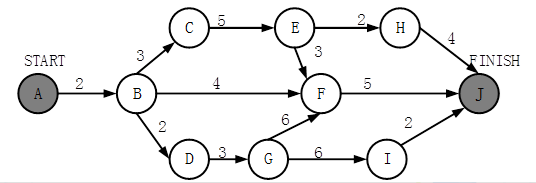 C 5 E 2 H
START 3 3 4 FINISH
A 2 B 4 F 5 J
2 6 2
D 3 G 6 I